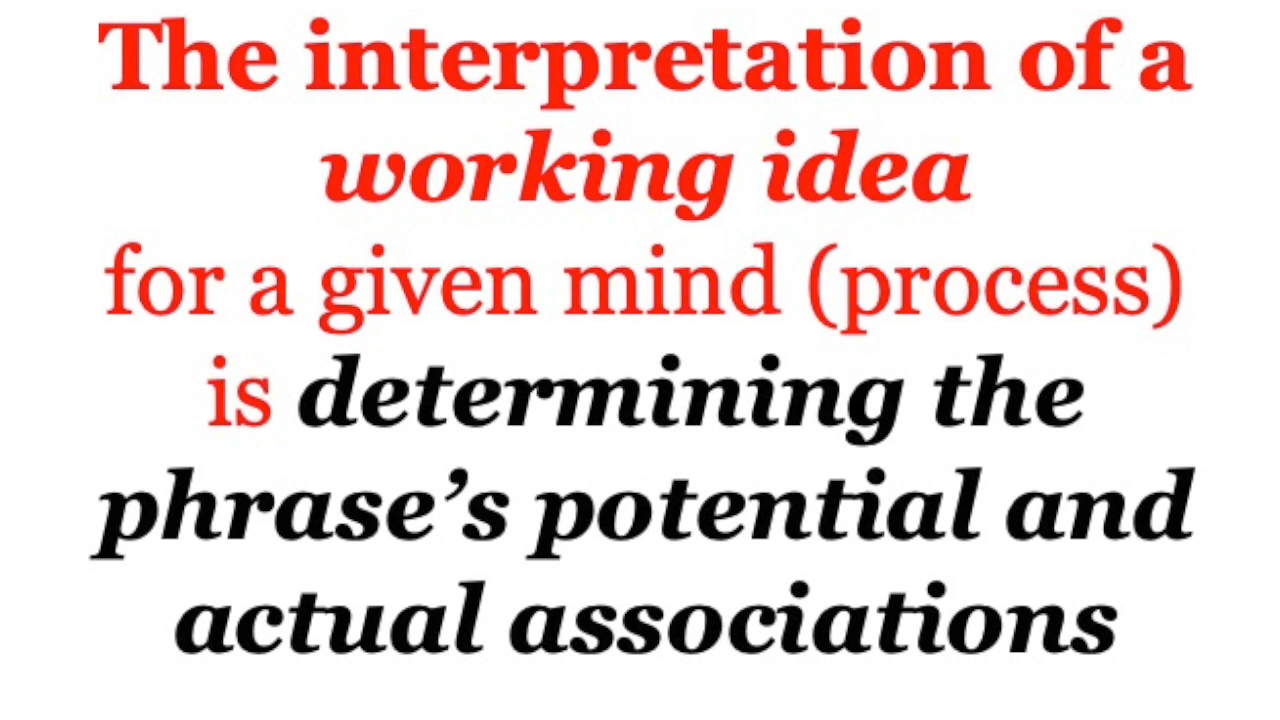 The interpretation of a
working idea
for a given mind (process)
is determining the
phrase’s potential and
actual associations